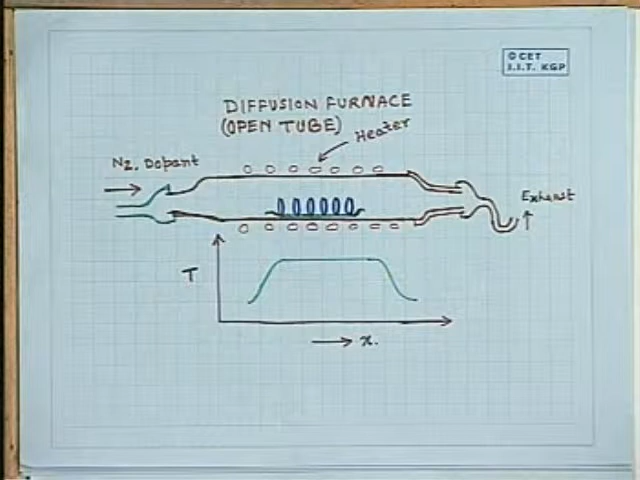 © CET
I.I.T. KGP
DIFFUSION FURNACE
(OPEN TUBE)
Heater
N2, Dopant
Exhaust
T
x.